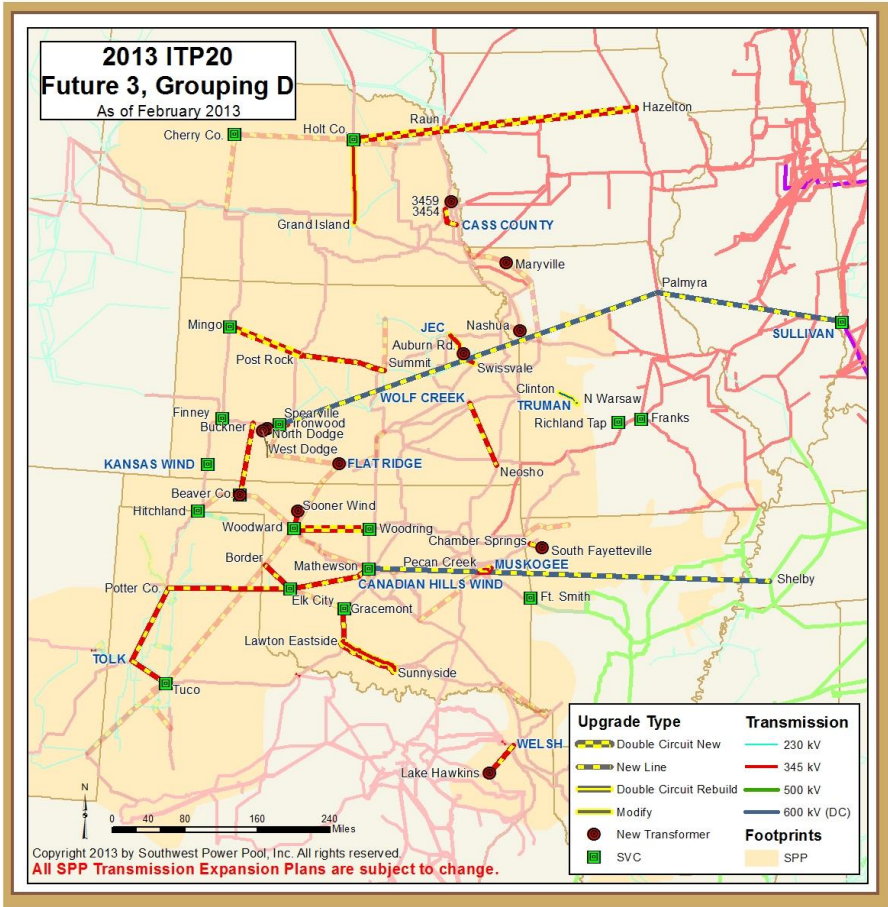 2013 ITP20
Future 3, Grouping D
As of February 2013
Cherry Co.
Holt Co.
Raun
Hazelton
Grand Island
3459
3454
CASS COUNTY
Maryville
Palmyra
Mingo
JEC
Nashua
SULLIVAN
Auburn Rd.
Post Rock
Summit
Swissvale
WOLF CREEK
Clinton
N Warsaw
TRUMAN
Finney
Spearville
Buckner
Ironwood
North Dodge
Richland Tap
Franks
West Dodge
KANSAS WIND
FLAT RIDGE
Neosho
Beaver Co.
Hitchland
Sooner Wind
Woodward
Woodring
Chamber Springs
South Fayetteville
Border
Mathewson
Pecan Creek
MUSKOGEE
Shelby
CANADIAN HILLS WIND
Potter Co.
Elk City
Ft. Smith
Gracemont
Lawton Eastside
TOLK
Sunnyside
Tuco
WELSH
Lake Hawkins
Upgrade Type
Double Circuit New
New Line
Double Circuit Rebuild
Modify
New Transformer
SVC
Transmission
230 kV
345 kV
500 kV
600 kV (DC)
Footprints
SPP
N
0 40 80 160 240
Miles
Copyright 2013 by Southwest Power Pool, Inc. All rights reserved.
All SPP Transmission Expansion Plans are subject to change.